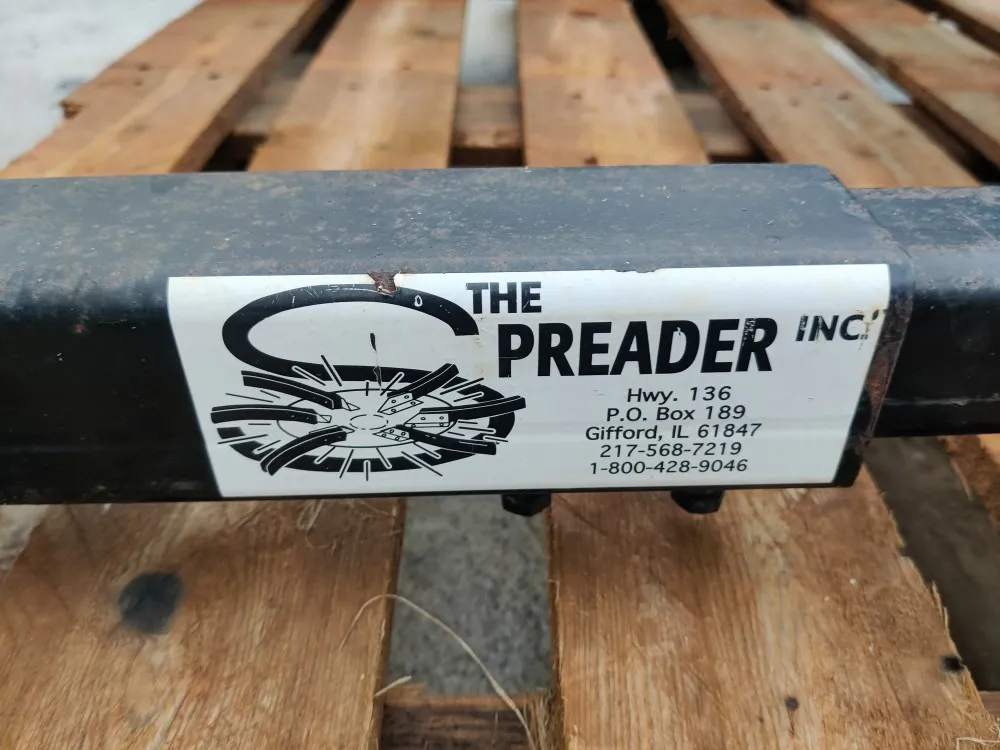 THE
SPREADER INC.
Hwy. 136
P.O. Box 189
Gifford, IL 61847
217-568-7219
1-800-428-9046